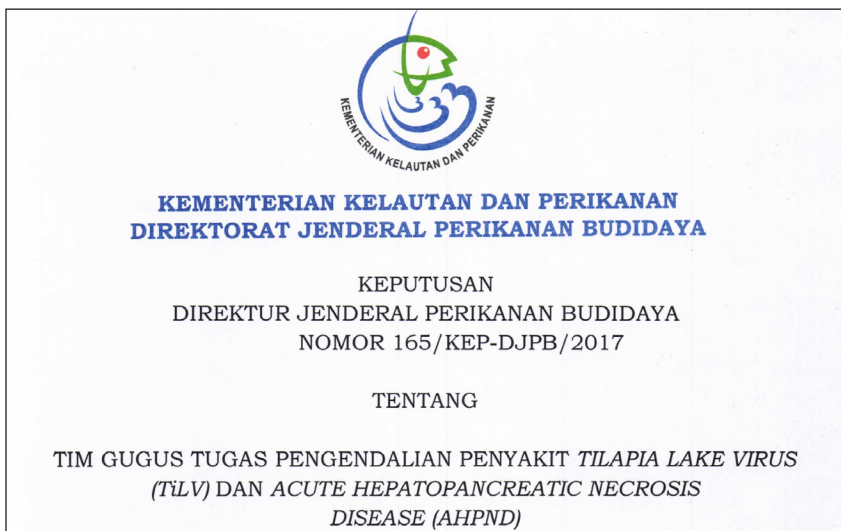 KEMENTERIAN KELAUTAN DAN PERIKANAN
KEMENTERIAN KELAUTAN DAN PERIKANAN
DIREKTORAT JENDERAL PERIKANAN BUDIDAYA
KEPUTUSAN
DIREKTUR JENDERAL PERIKANAN BUDIDAYA
NOMOR 165/KEP-DJPB/2017
TENTANG
TIM GUGUS TUGAS PENGENDALIAN PENYAKIT TILAPIA LAKE VIRUS
(TiLV) DAN ACUTE HEPATOPANCREATIC NECROSIS
DISEASE (AHPND)